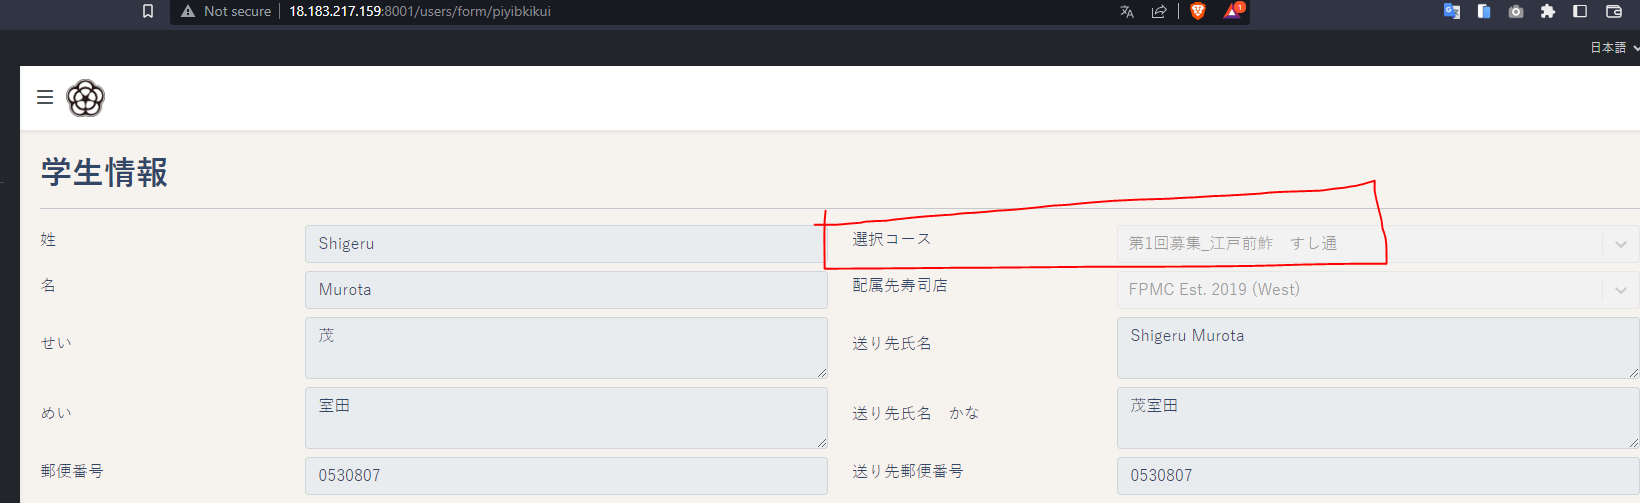 Not secure 18.183.217.159:8001/users/form/piyibkikui 1
日本語
学生情報
姓 Shigeru 選択コース 第1回募集_江戸前鮓　すし通
名 Murota 配属先寿司店 FPMC Est. 2019 (West)
せい 茂 送り先氏名 Shigeru Murota
めい 室田 送り先氏名　かな 茂室田
郵便番号 0530807 送り先郵便番号 0530807